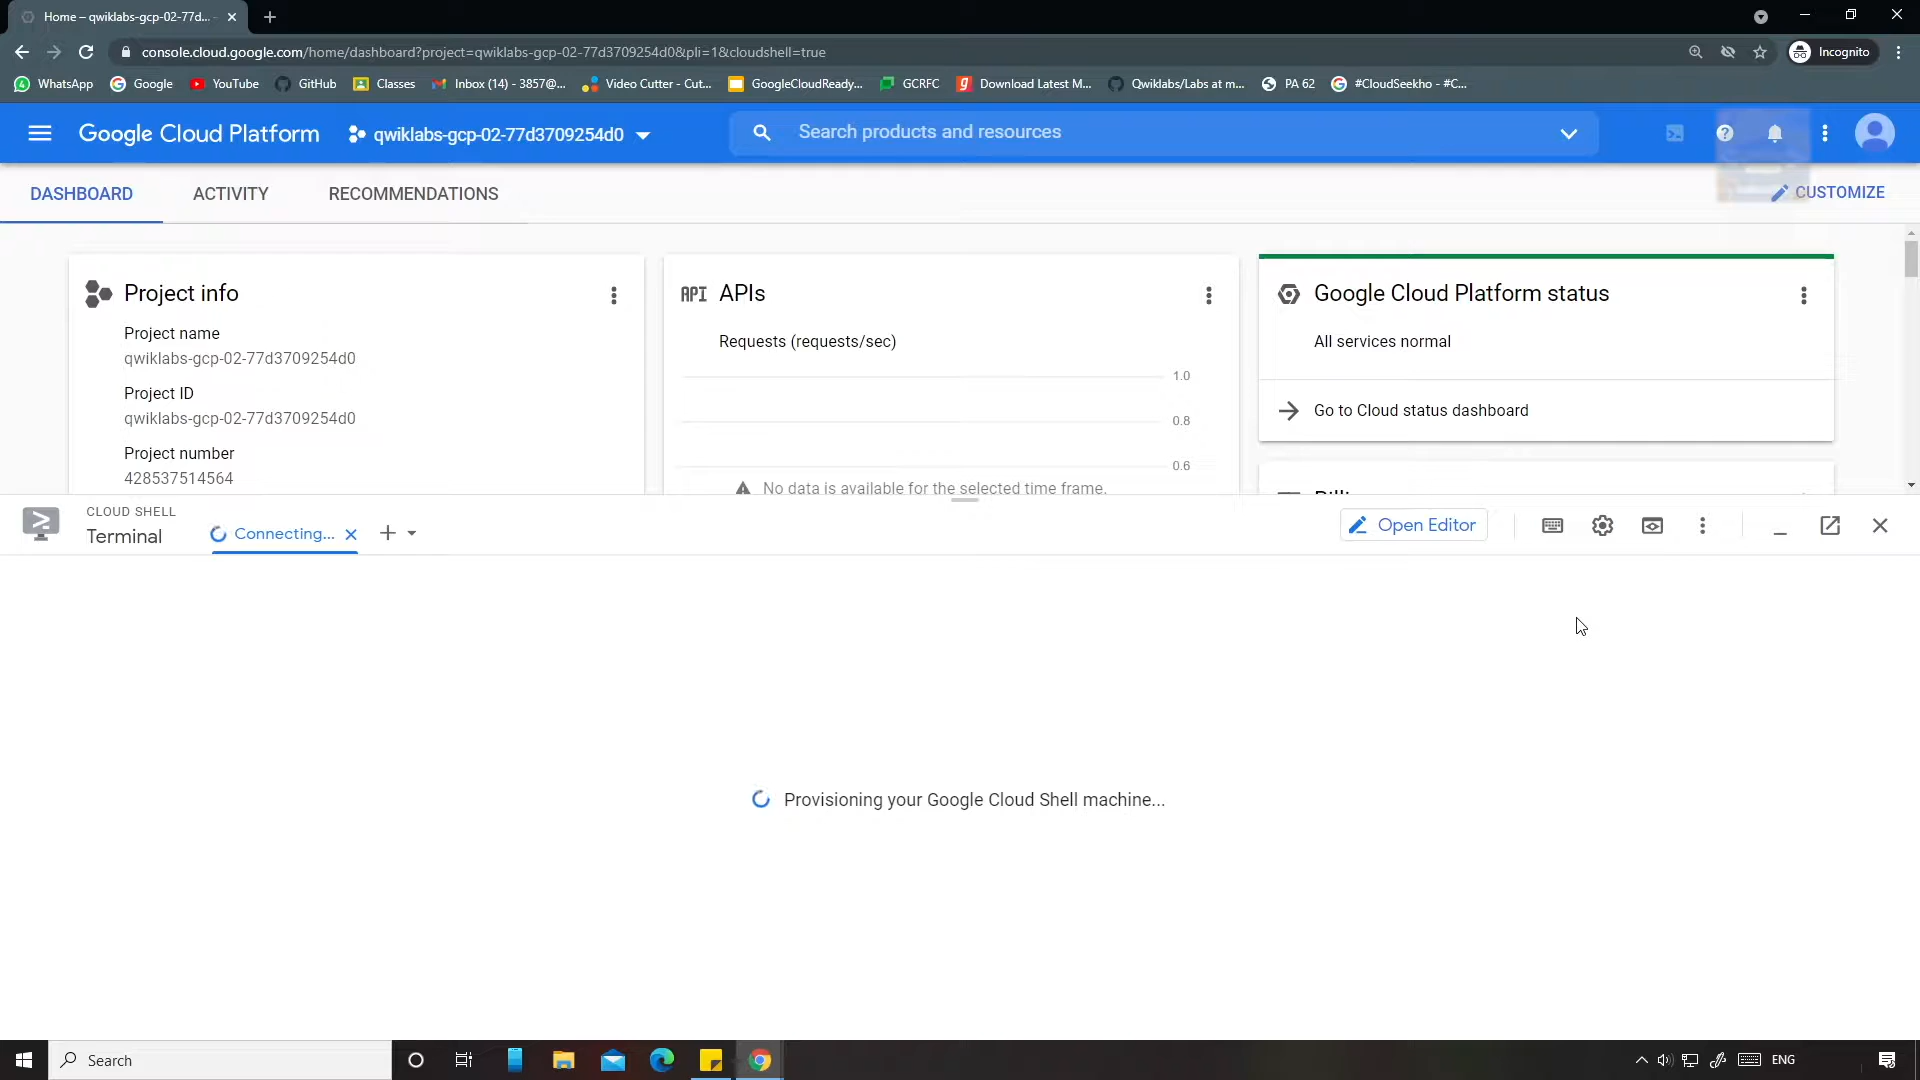 Home – qwiklabs-gcp-02-77d...
console.cloud.google.com/home/dashboard?project=qwiklabs-gcp-02-77d3709254d0&pli=1&cloudshell=true
Incognito
WhatsApp
Google
YouTube
GitHub
Classes
Inbox (14) - 3857@...
Video Cutter - Cut...
GoogleCloudReady...
GCRFC
Download Latest M...
Qwiklabs/Labs at m...
PA 62
#CloudSeekho - #C...
Google Cloud Platform
qwiklabs-gcp-02-77d3709254d0
Search products and resources
DASHBOARD
ACTIVITY
RECOMMENDATIONS
CUSTOMIZE
Project info
Project name
qwiklabs-gcp-02-77d3709254d0
Project ID
qwiklabs-gcp-02-77d3709254d0
Project number
428537514564
API APIs
Requests (requests/sec)
1.0
0.8
0.6
No data is available for the selected time frame.
Google Cloud Platform status
All services normal
Go to Cloud status dashboard
CLOUD SHELL
Terminal
Connecting...
Open Editor
Provisioning your Google Cloud Shell machine...
Search
ENG